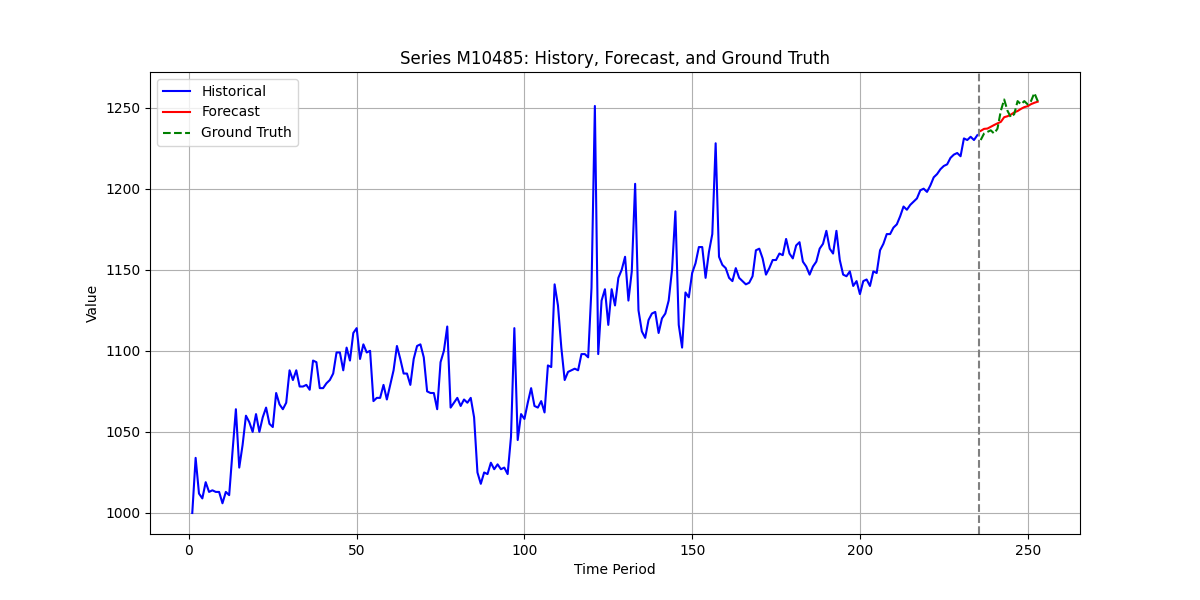 Series M10485: History, Forecast, and Ground Truth
Historical
Forecast
Ground Truth
Value
1250
1200
1150
1100
1050
1000
0 50 100 150 200 250
Time Period